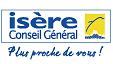 isère
Conseil Général
Plus proche de vous !